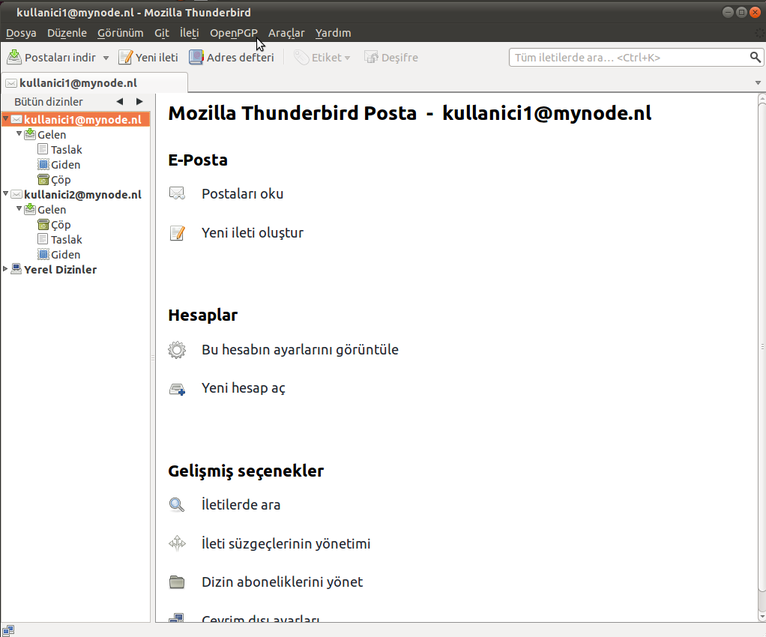 kullanici1@mynode.nl - Mozilla Thunderbird
Dosya Düzenle Görünüm Git İleti OpenPGP Araçlar Yardım
Postaları indir Yeni ileti Adres defteri Etiket Deşifre Tüm iletilerde ara... <Ctrl+K>
kullanici1@mynode.nl
Bütün dizinler
kullanici1@mynode.nl
Gelen
Taslak
Giden
Çöp
kullanici2@mynode.nl
Gelen
Çöp
Taslak
Giden
Yerel Dizinler
Mozilla Thunderbird Posta - kullanici1@mynode.nl
E-Posta
Postaları oku
Yeni ileti oluştur
Hesaplar
Bu hesabın ayarlarını görüntüle
Yeni hesap aç
Gelişmiş seçenekler
İletilerde ara
İleti süzgeçlerinin yönetimi
Dizin aboneliklerini yönet
Çevrim dışı ayarları